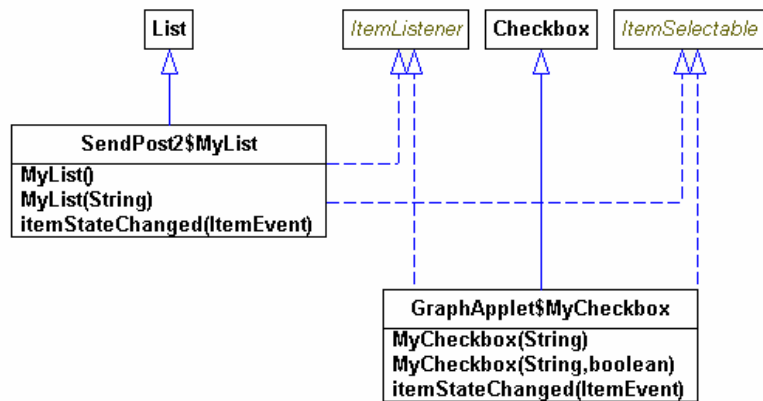 List
ItemListener
Checkbox
ItemSelectable
SendPost2$MyList
MyList()
MyList(String)
itemStateChanged(ItemEvent)
GraphApplet$MyCheckbox
MyCheckbox(String)
MyCheckbox(String,boolean)
itemStateChanged(ItemEvent)